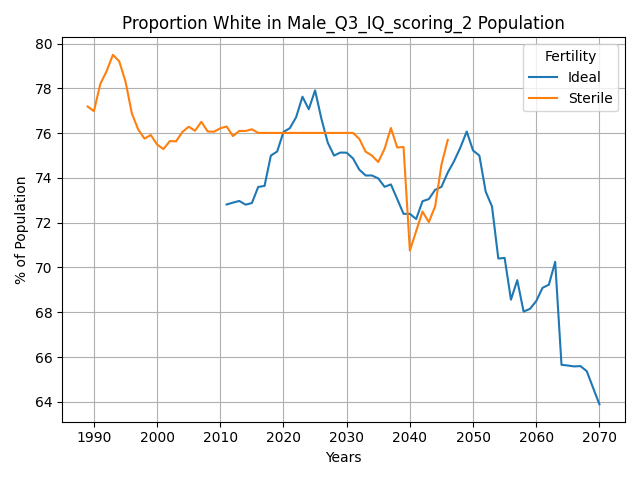 Proportion White in Male_Q3_IQ_scoring_2 Population
% of Population
80
78
76
74
72
70
68
66
64
Fertility
Ideal
Sterile
1990 2000 2010 2020 2030 2040 2050 2060 2070
Years